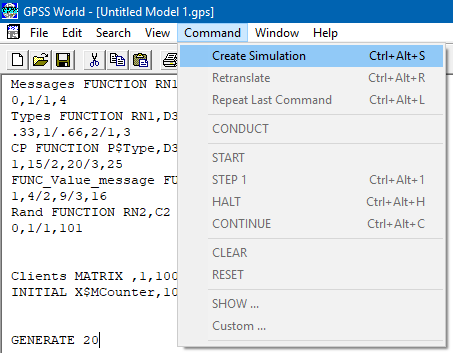 GPSS World - [Untitled Model 1.gps]
File Edit Search View Command Window Help
Create Simulation Ctrl+Alt+S
Retranslate Ctrl+Alt+R
Repeat Last Command Ctrl+Alt+L
CONDUCT
START
STEP 1 Ctrl+Alt+1
HALT Ctrl+Alt+H
CONTINUE Ctrl+Alt+C
CLEAR
RESET
SHOW ...
Custom ...
Messages FUNCTION RN1
0,1/1,4
Types FUNCTION RN1,D3
.33,1/.66,2/1,3
CP FUNCTION P$Type,D3
1,15/2,20/3,25
FUNC_Value_message FU
1,4/2,9/3,16
Rand FUNCTION RN2,C2
0,1/1,101
Clients MATRIX ,1,100
INITIAL X$MCounter,10
GENERATE 20